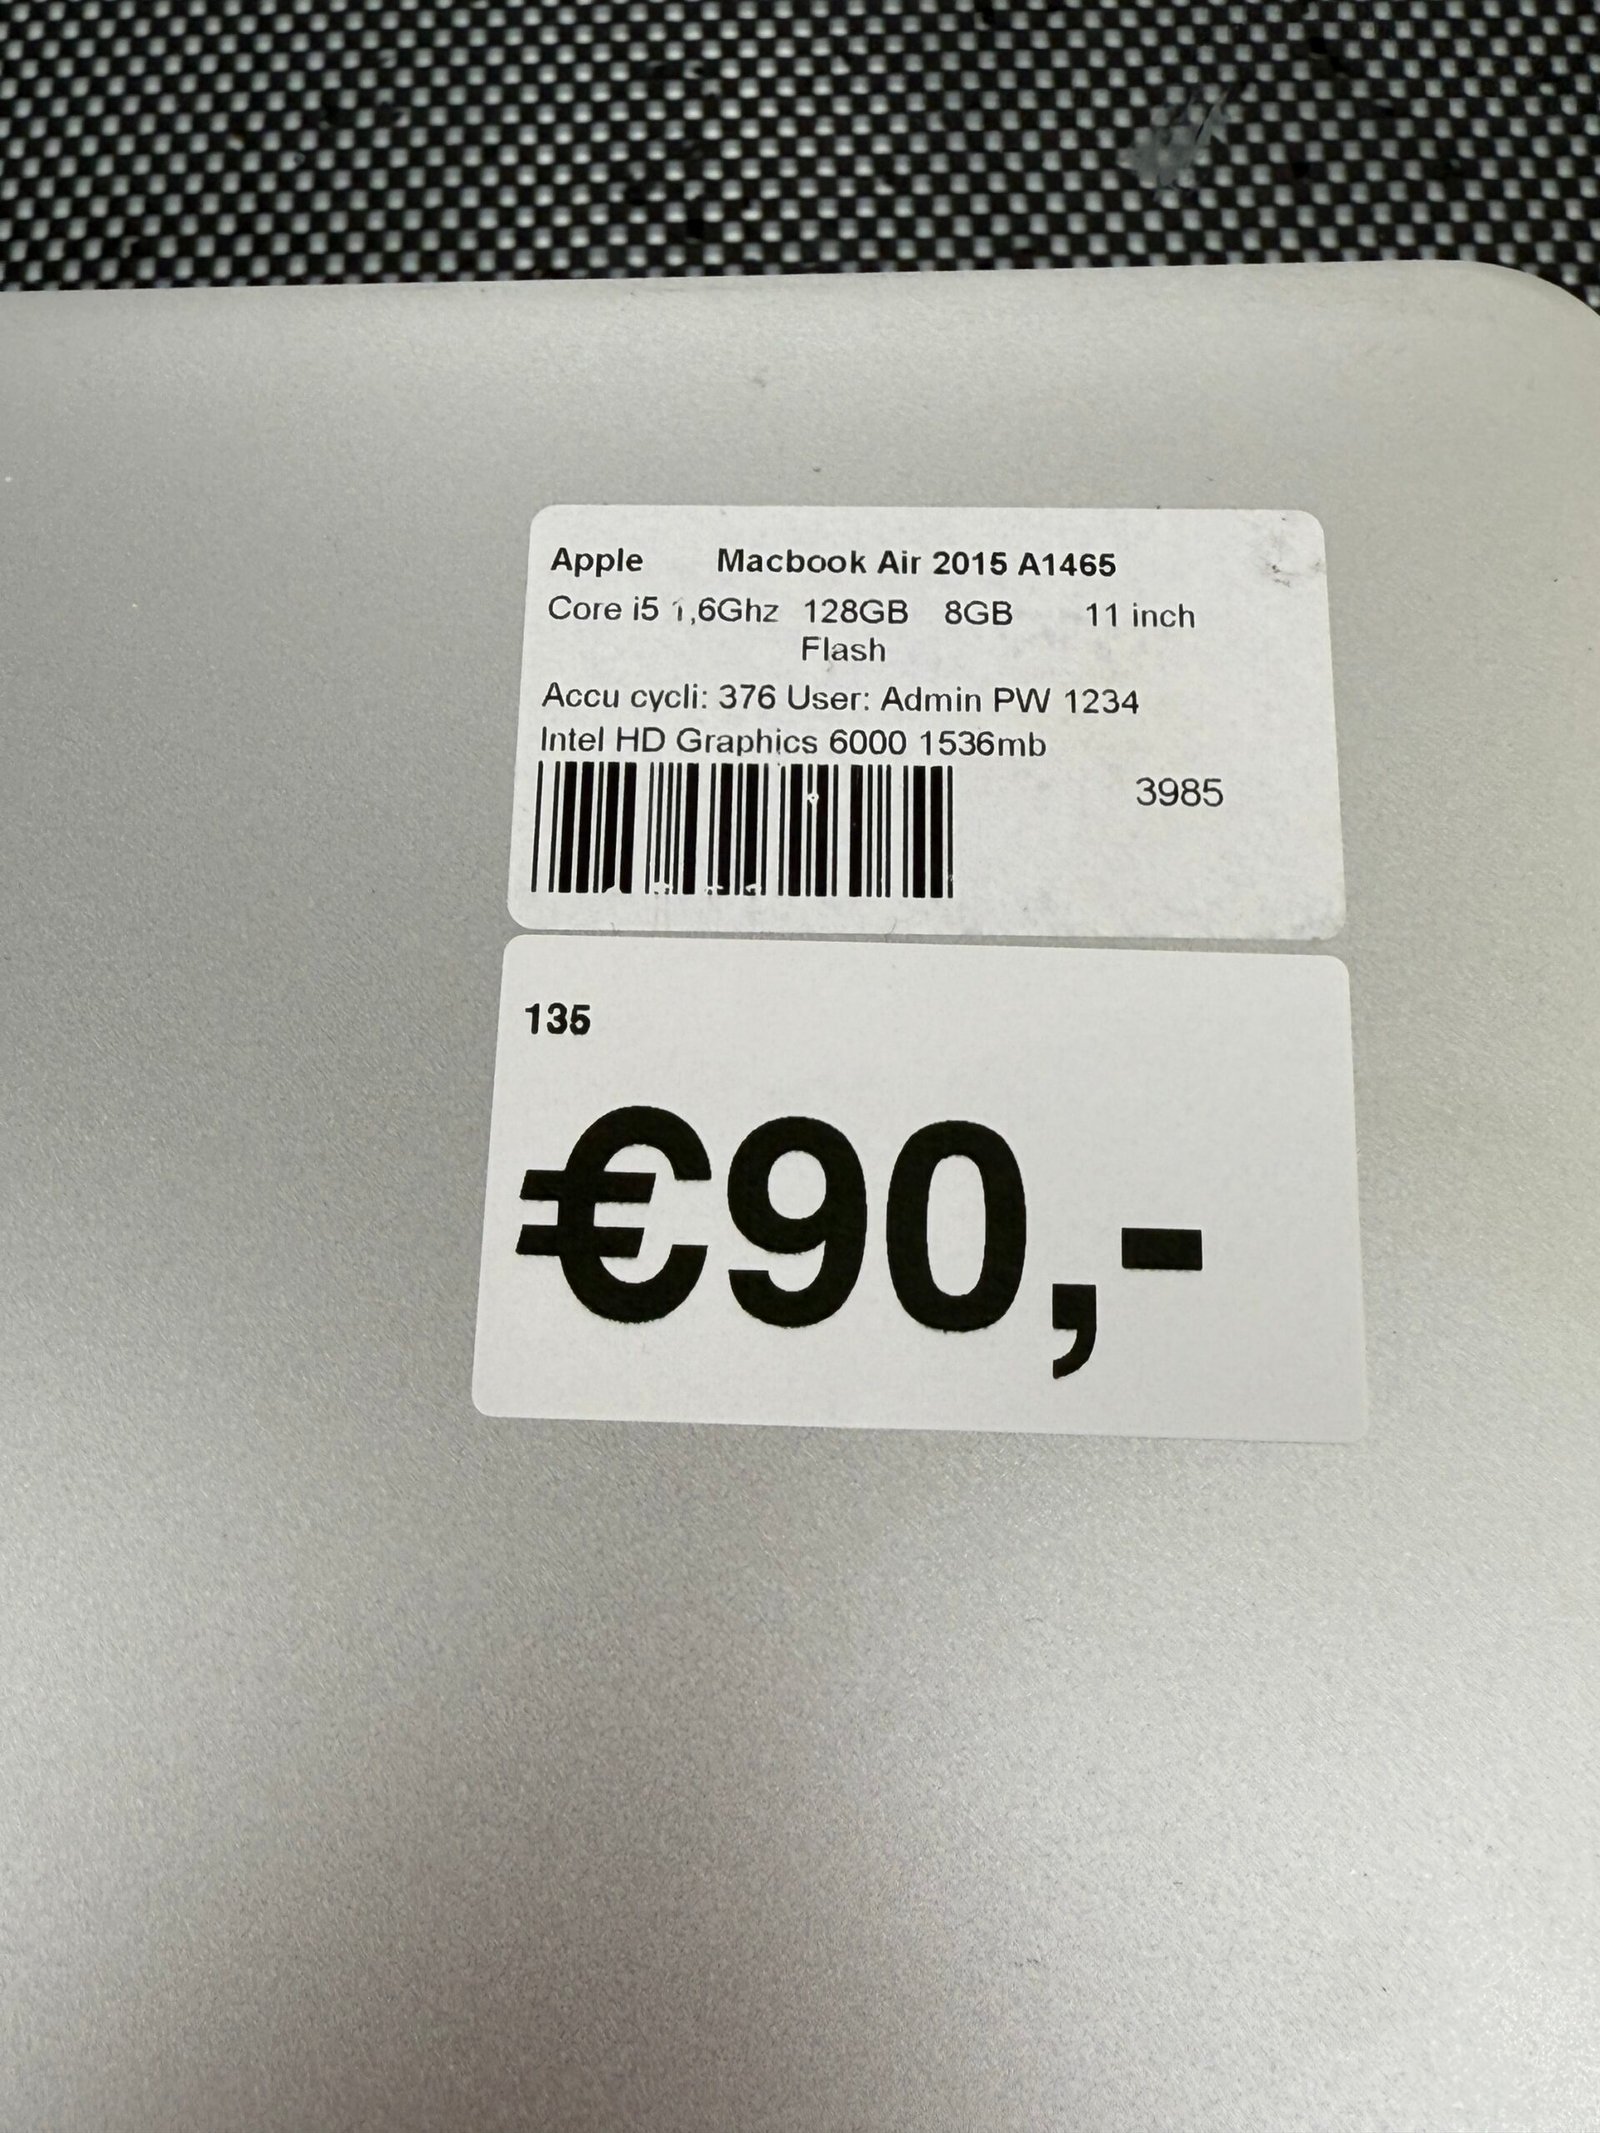 Apple Macbook Air 2015 A1465
Core i5 1,6Ghz 128GB 8GB 11 inch
Flash
Accu cycli: 376 User: Admin PW 1234
Intel HD Graphics 6000 1536mb
3985
135
€90,-